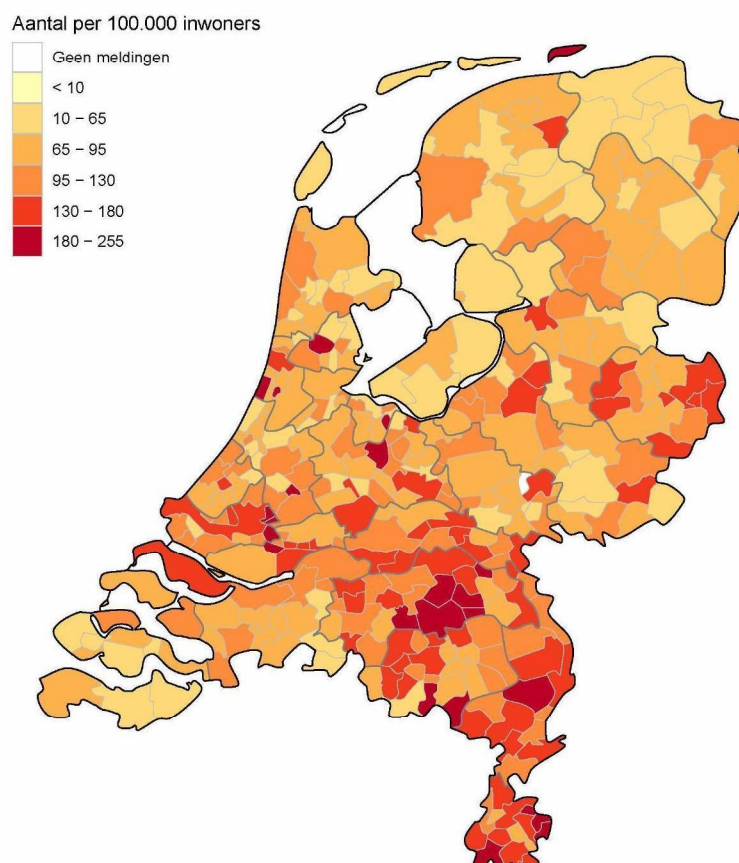 Aantal per 100.000 inwoners
Geen meldingen
< 10
10 − 65
65 − 95
95 − 130
130 − 180
180 − 255